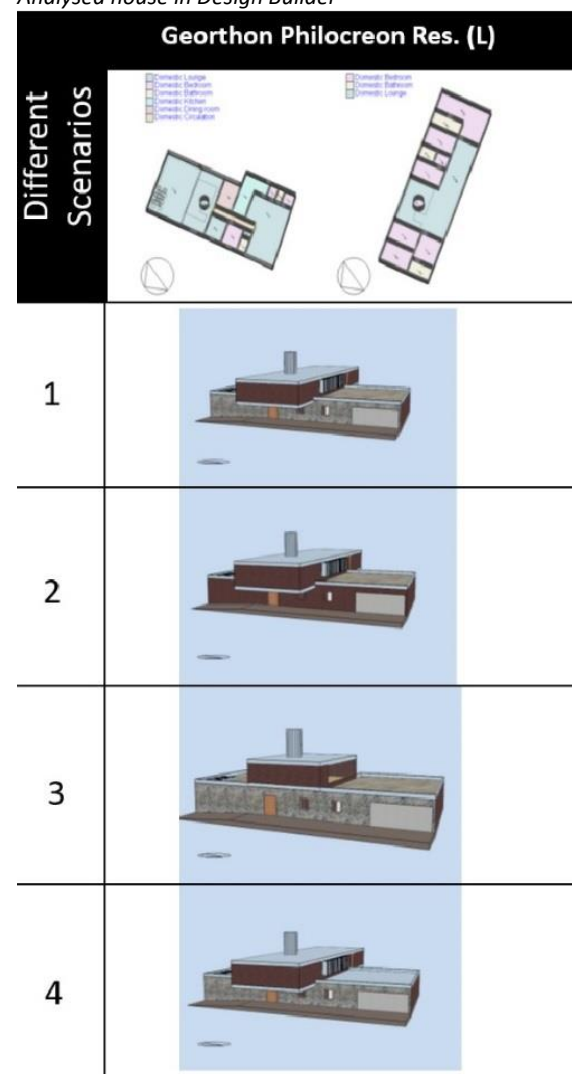 Analysed house in Design Builder
Georthon Philocreon Res. (L)
Different
Scenarios
Domestic Lounge
Domestic Bedroom
Domestic Bathroom
Domestic Kitchen
Domestic Dining room
Domestic Circulation
Domestic Bedroom
Domestic Bathroom
Domestic Lounge
1
2
3
4